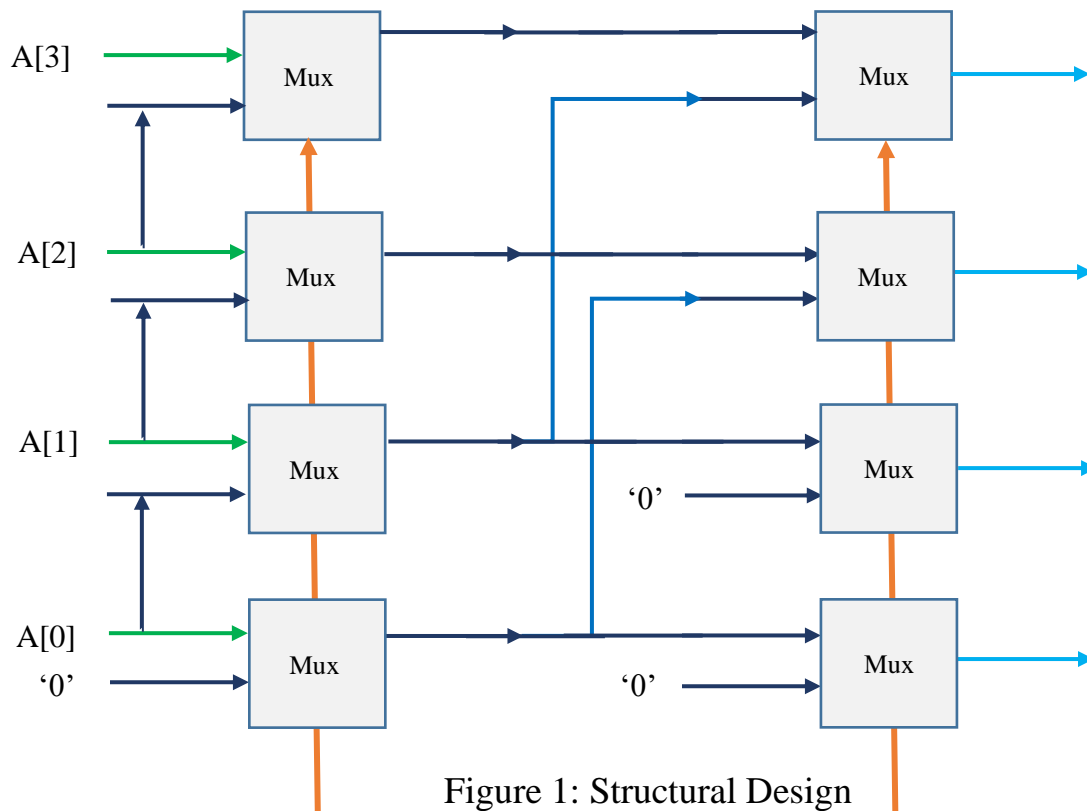 A[3]
Mux
Mux
A[2]
Mux
Mux
A[1]
Mux
Mux
‘0’
A[0]
Mux
Mux
‘0’
‘0’
Figure 1: Structural Design